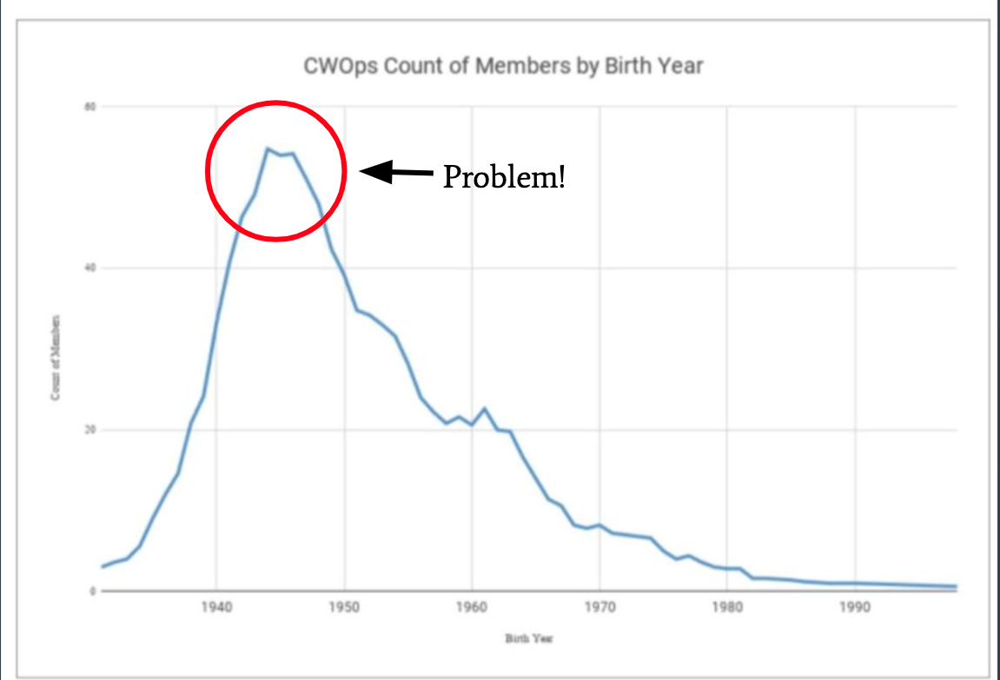 CWOps Count of Members by Birth Year
60
Problem!
40
Count of Members
20
0
1940 1950 1960 1970 1980 1990
Birth Year